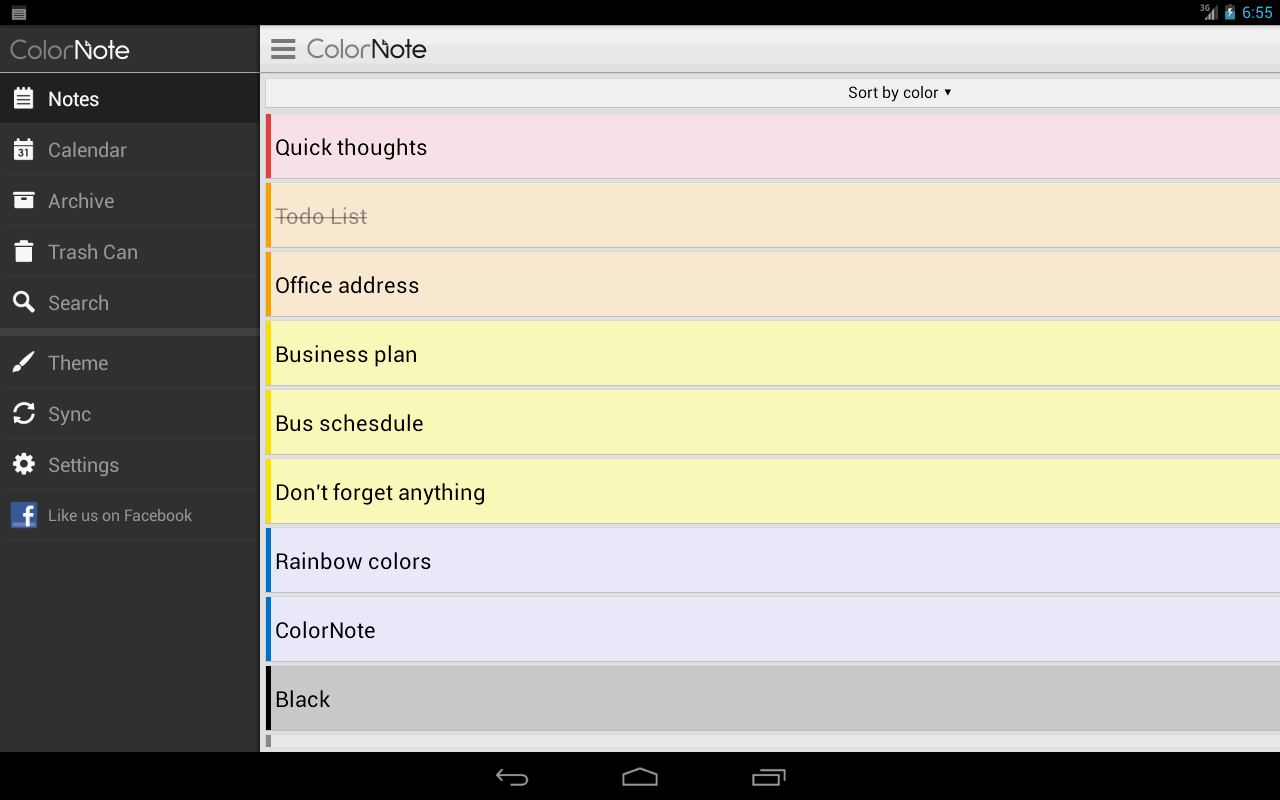 3G 6:55
ColorNote
Notes
31 Calendar
Archive
Trash Can
Search
Theme
Sync
Settings
f Like us on Facebook
ColorNote
Sort by color ▼
Quick thoughts
Todo List
Office address
Business plan
Bus schesdule
Don't forget anything
Rainbow colors
ColorNote
Black